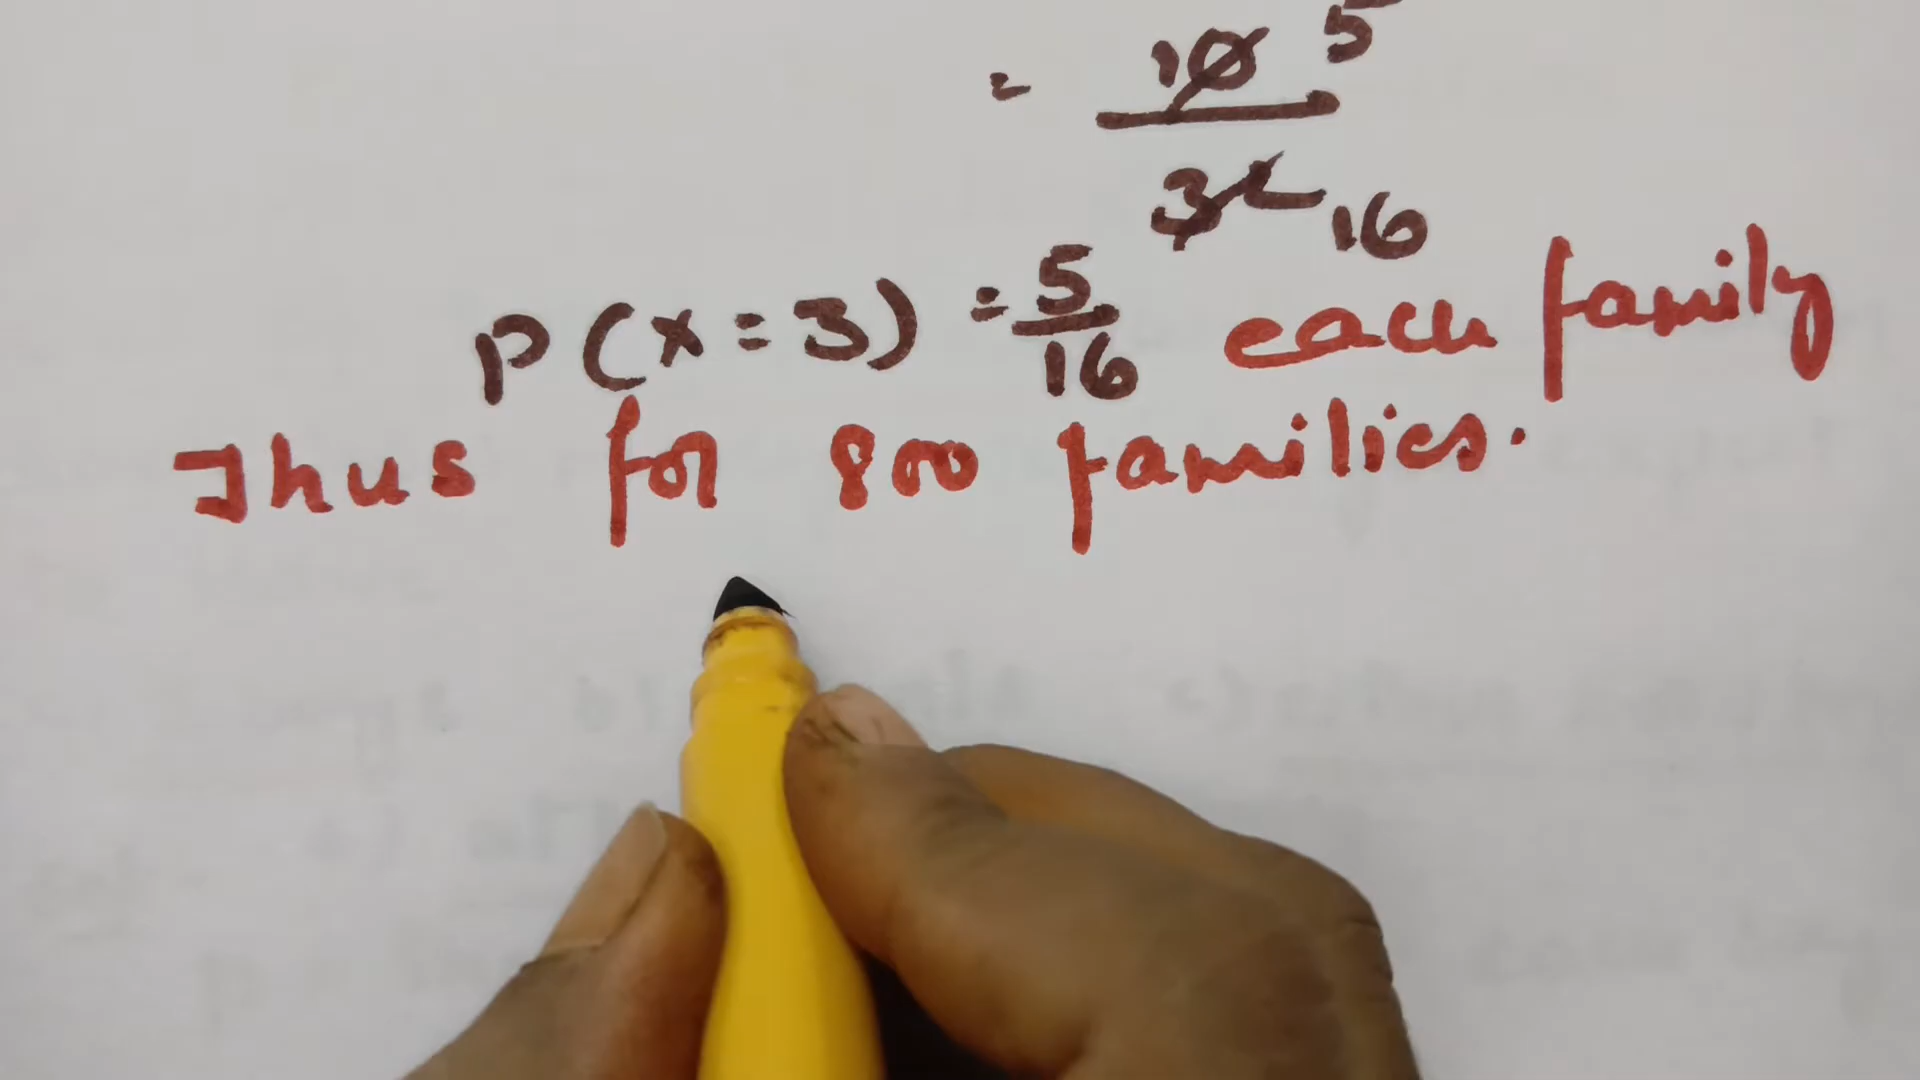 = 10 5
32 16
P(x=3) = 5/16 each family
Thus for 800 families.